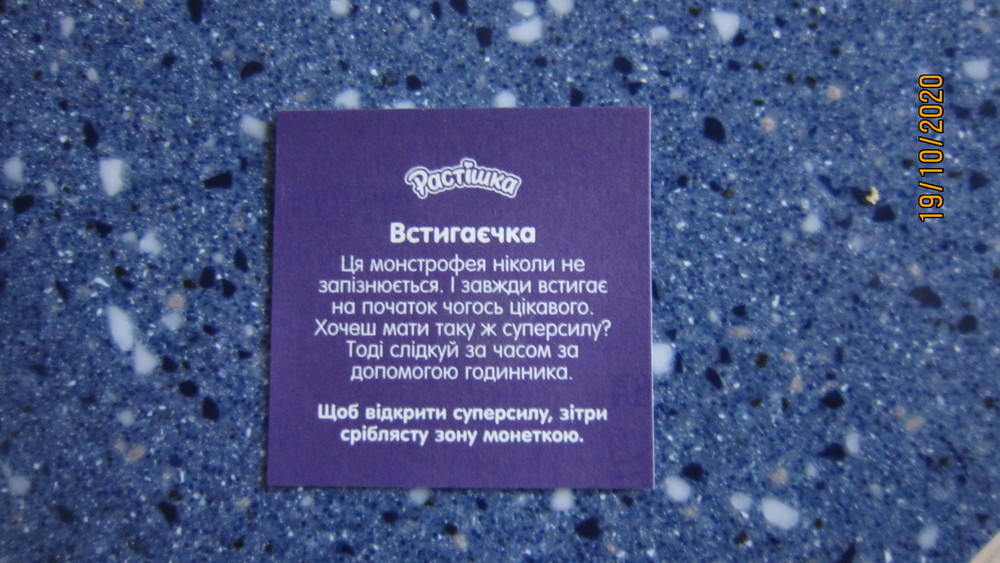 Растішка
Встигаєчка
Ця монстрофея ніколи не
запізнюється. І завжди встигає
на початок чогось цікавого.
Хочеш мати таку ж суперсилу?
Тоді слідкуй за часом за
допомогою годинника.
Щоб відкрити суперсилу, зітри
сріблясту зону монеткою.
19/10/2020